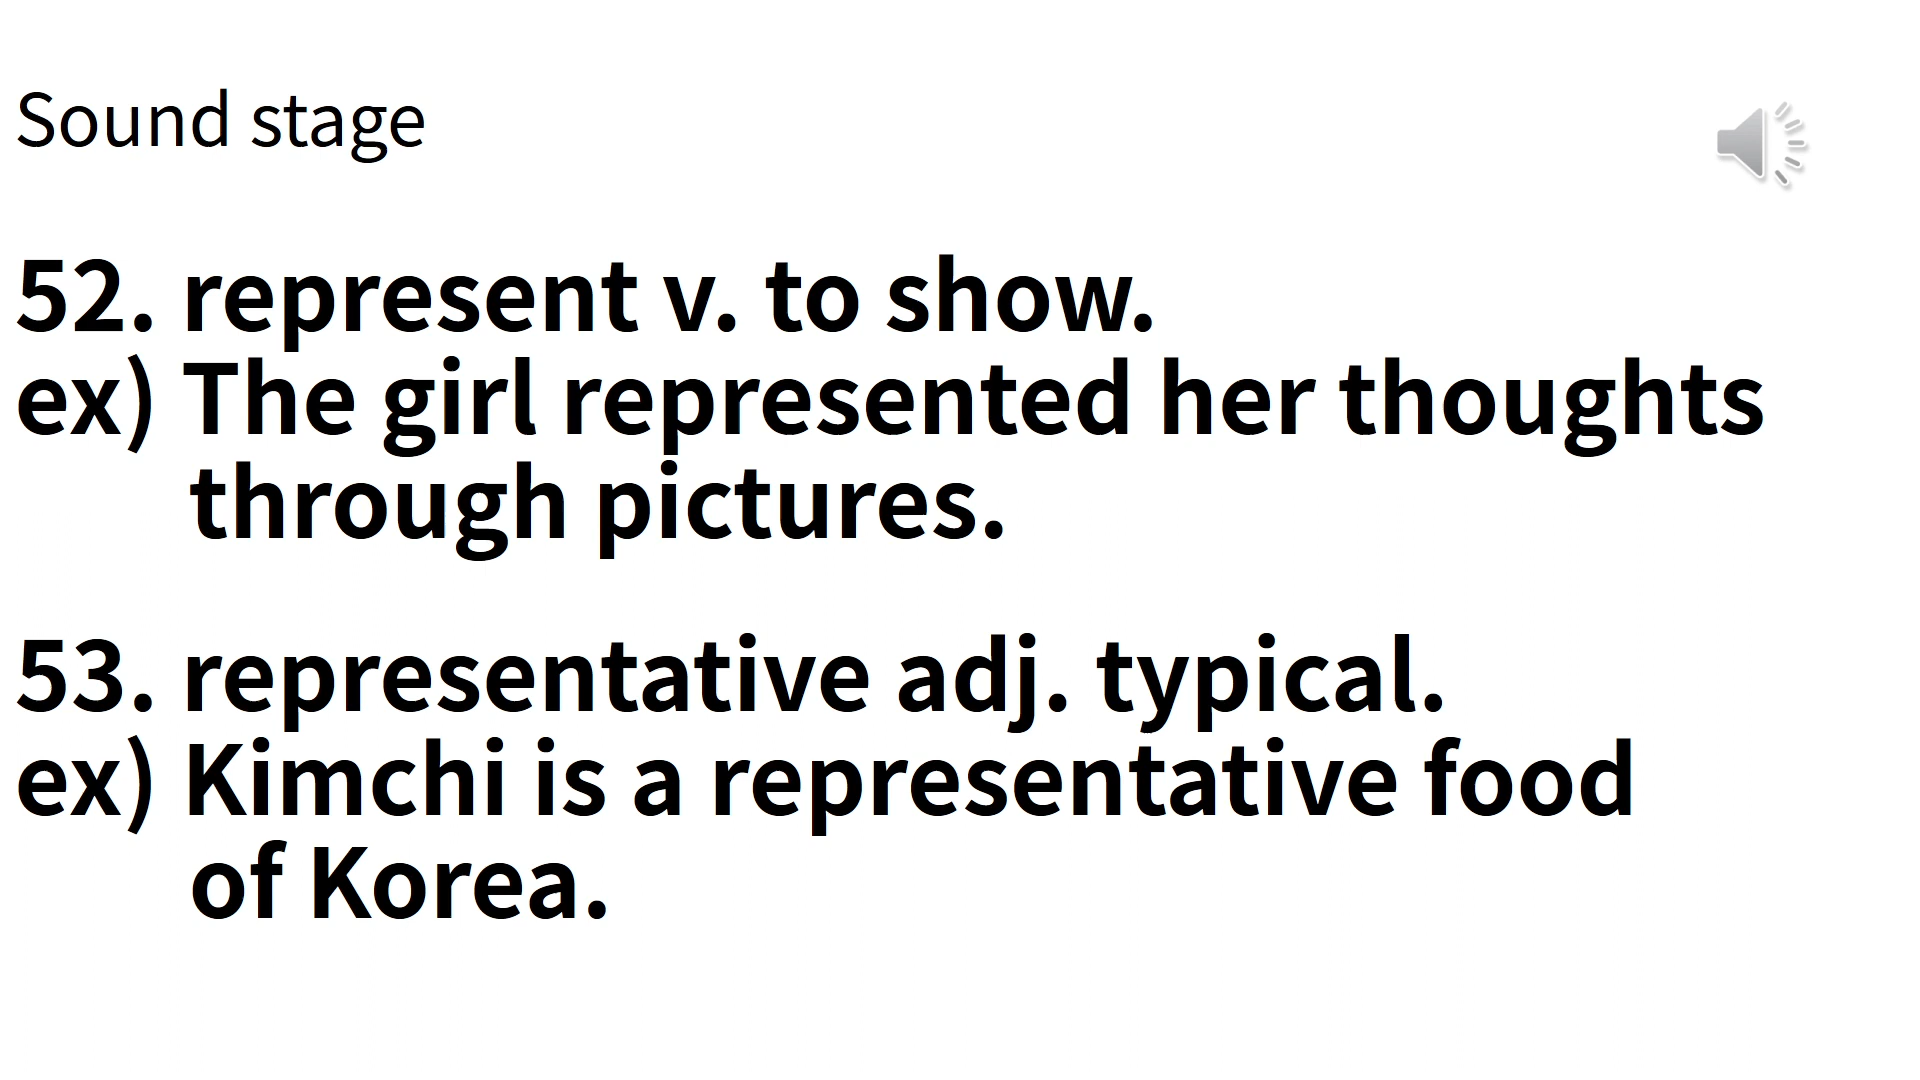 Sound stage
52. represent v. to show.
ex) The girl represented her thoughts
through pictures.
53. representative adj. typical.
ex) Kimchi is a representative food
of Korea.